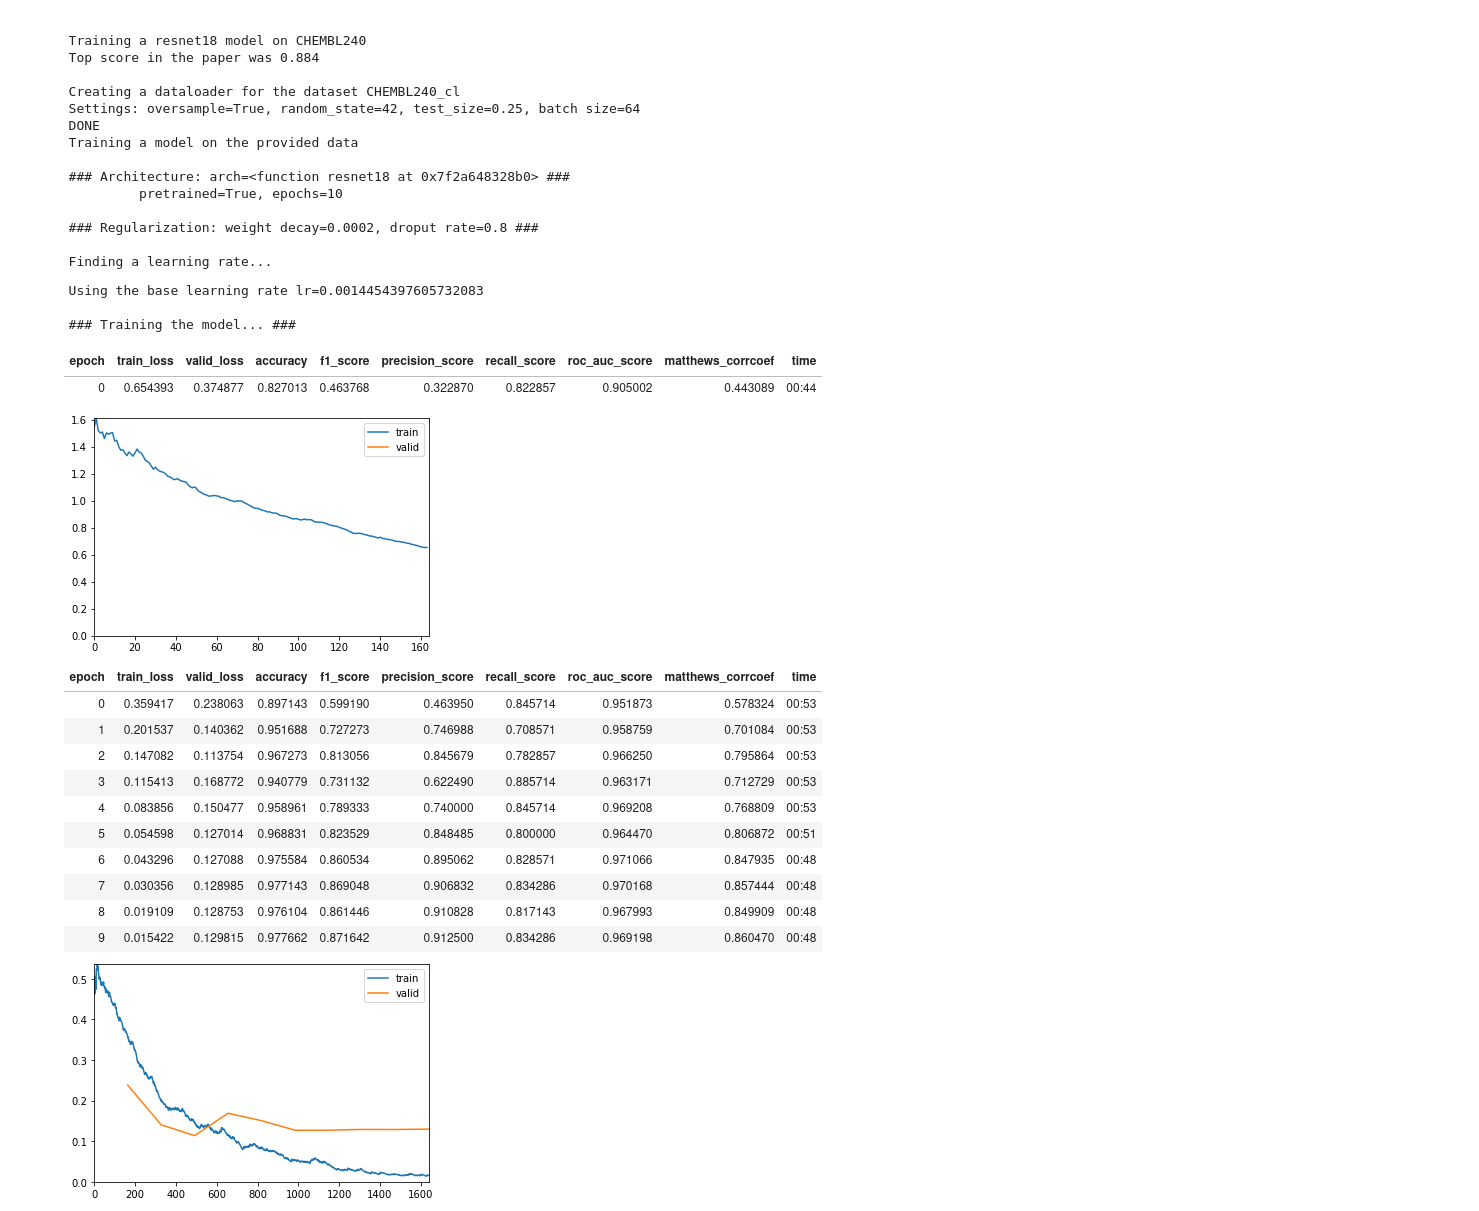 Training a resnet18 model on CHEMBL240
Top score in the paper was 0.884
Creating a dataloader for the dataset CHEMBL240_cl
Settings: oversample=True, random_state=42, test_size=0.25, batch size=64
DONE
Training a model on the provided data
### Architecture: arch=<function resnet18 at 0x7f2a648328b0> ###
pretrained=True, epochs=10
### Regularization: weight decay=0.0002, droput rate=0.8 ###
Finding a learning rate...
Using the base learning rate lr=0.0014454397605732083
### Training the model... ###
epoch train_loss valid_loss accuracy f1_score precision_score recall_score roc_auc_score matthews_corrcoef time
0 0.654393 0.374877 0.827013 0.463768 0.322870 0.822857 0.905002 0.443089 00:44
train
valid
1.6
1.4
1.2
1.0
0.8
0.6
0.4
0.2
0.0
0 20 40 60 80 100 120 140 160
epoch train_loss valid_loss accuracy f1_score precision_score recall_score roc_auc_score matthews_corrcoef time
0 0.359417 0.238063 0.897143 0.599190 0.463950 0.845714 0.951873 0.578324 00:53
1 0.201537 0.140362 0.951688 0.727273 0.746988 0.708571 0.958759 0.701084 00:53
2 0.147082 0.113754 0.967273 0.813056 0.845679 0.782857 0.966250 0.795864 00:53
3 0.115413 0.168772 0.940779 0.731132 0.622490 0.885714 0.963171 0.712729 00:53
4 0.083856 0.150477 0.958961 0.789333 0.740000 0.845714 0.969208 0.768809 00:53
5 0.054598 0.127014 0.968831 0.823529 0.848485 0.800000 0.964470 0.806872 00:51
6 0.043296 0.127088 0.975584 0.860534 0.895062 0.828571 0.971066 0.847935 00:48
7 0.030356 0.128985 0.977143 0.869048 0.906832 0.834286 0.970168 0.857444 00:48
8 0.019109 0.128753 0.976104 0.861446 0.910828 0.817143 0.967993 0.849909 00:48
9 0.015422 0.129815 0.977662 0.871642 0.912500 0.834286 0.969198 0.860470 00:48
train
valid
0.5
0.4
0.3
0.2
0.1
0.0
0 200 400 600 800 1000 1200 1400 1600